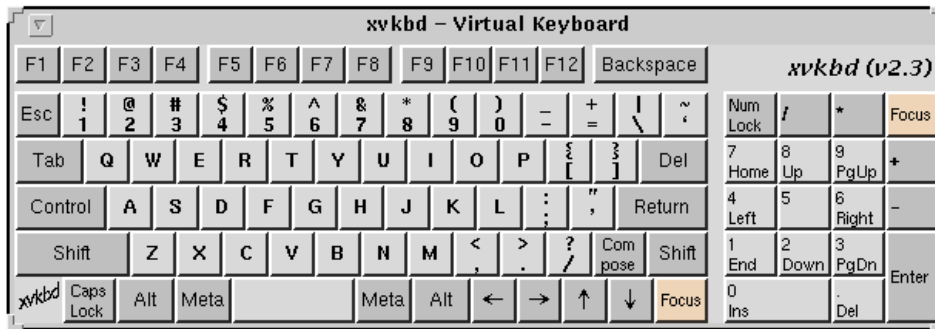 xvkbd – Virtual Keyboard
F1 F2 F3 F4 F5 F6 F7 F8 F9 F10 F11 F12 Backspace xvkbd (v2.3)
Esc ! 1 @ 2 # 3 $ 4 % 5 ^ 6 & 7 * 8 ( 9 ) 0 _ – + = | \ ~ ‘ Num Lock / * Focus
Tab Q W E R T Y U I O P { [ } ] Del 7 Home 8 Up 9 PgUp +
Control A S D F G H J K L : ; " ’ Return 4 Left 5 6 Right –
Shift Z X C V B N M < , > . ? / Com pose Shift 1 End 2 Down 3 PgDn Enter
xvkbd Caps Lock Alt Meta Meta Alt ← → ↑ ↓ Focus 0 Ins . Del